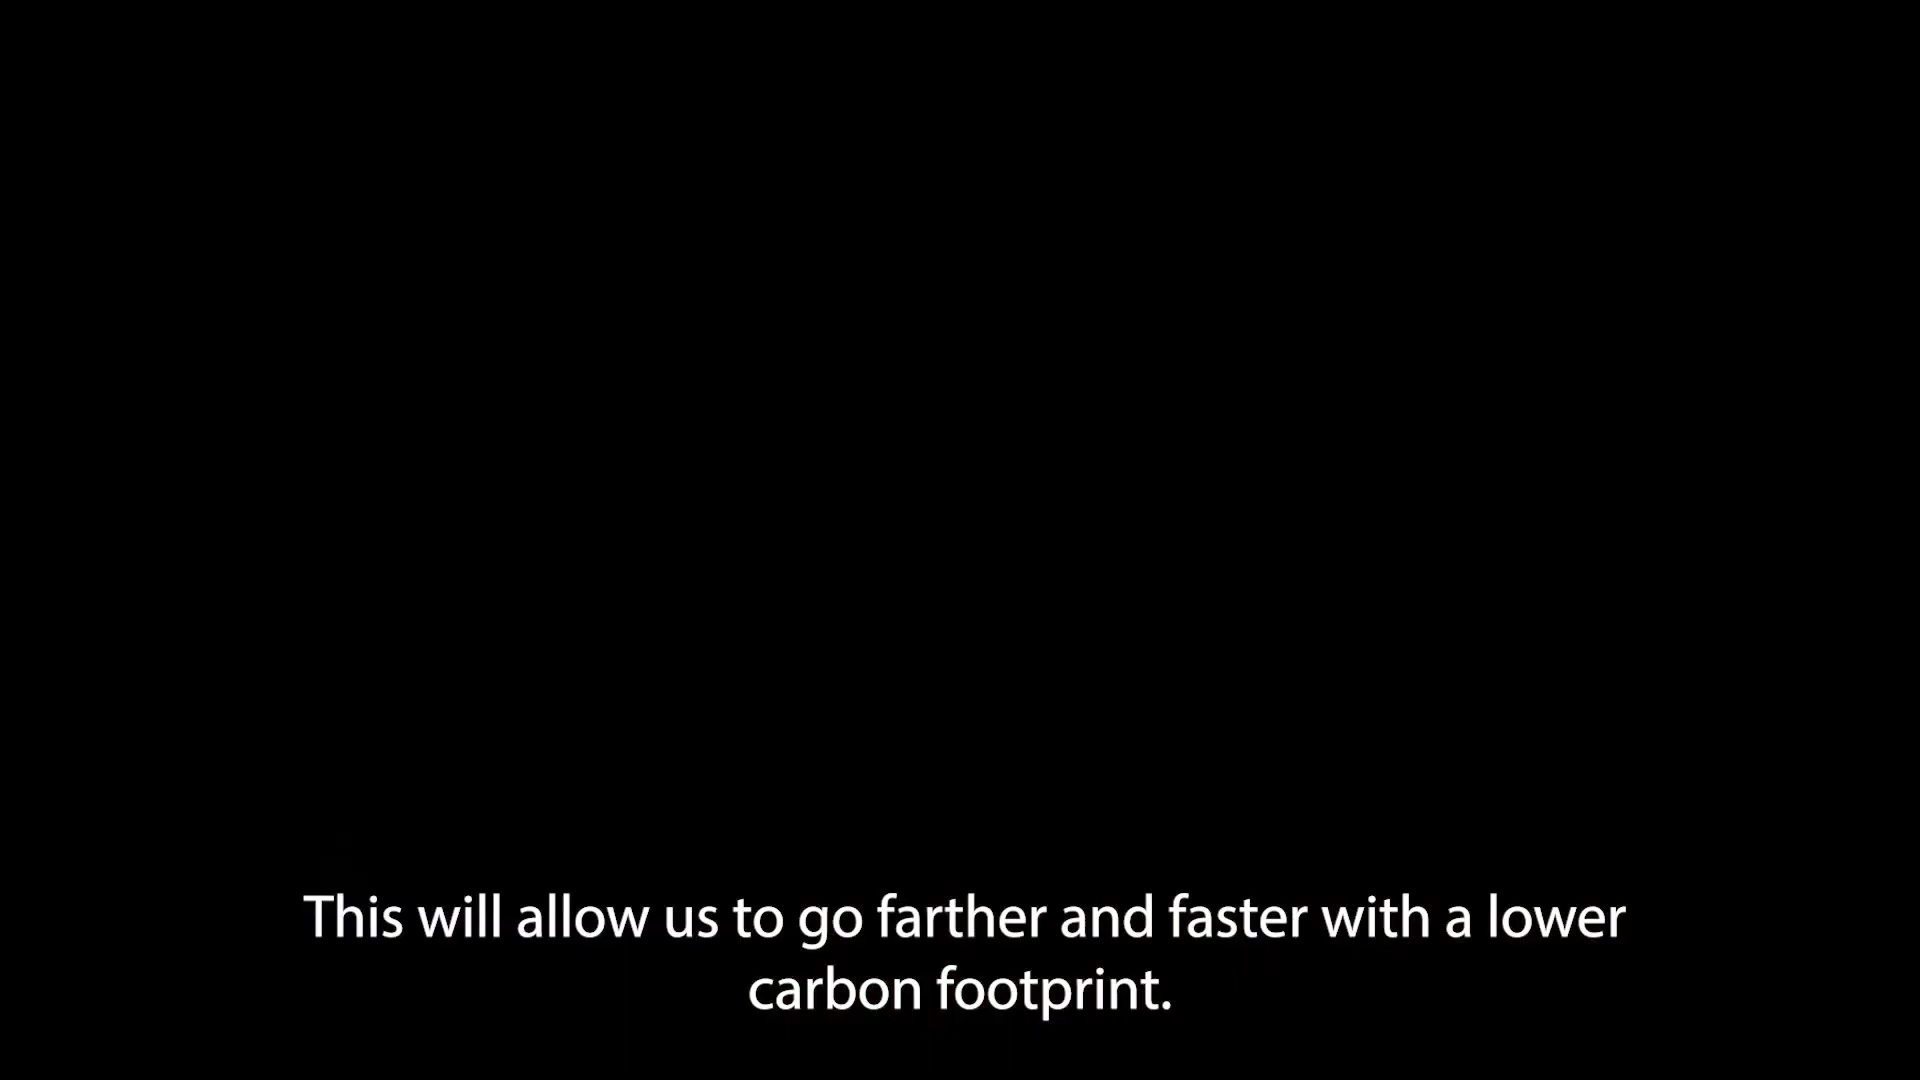 This will allow us to go farther and faster with a lower
carbon footprint.